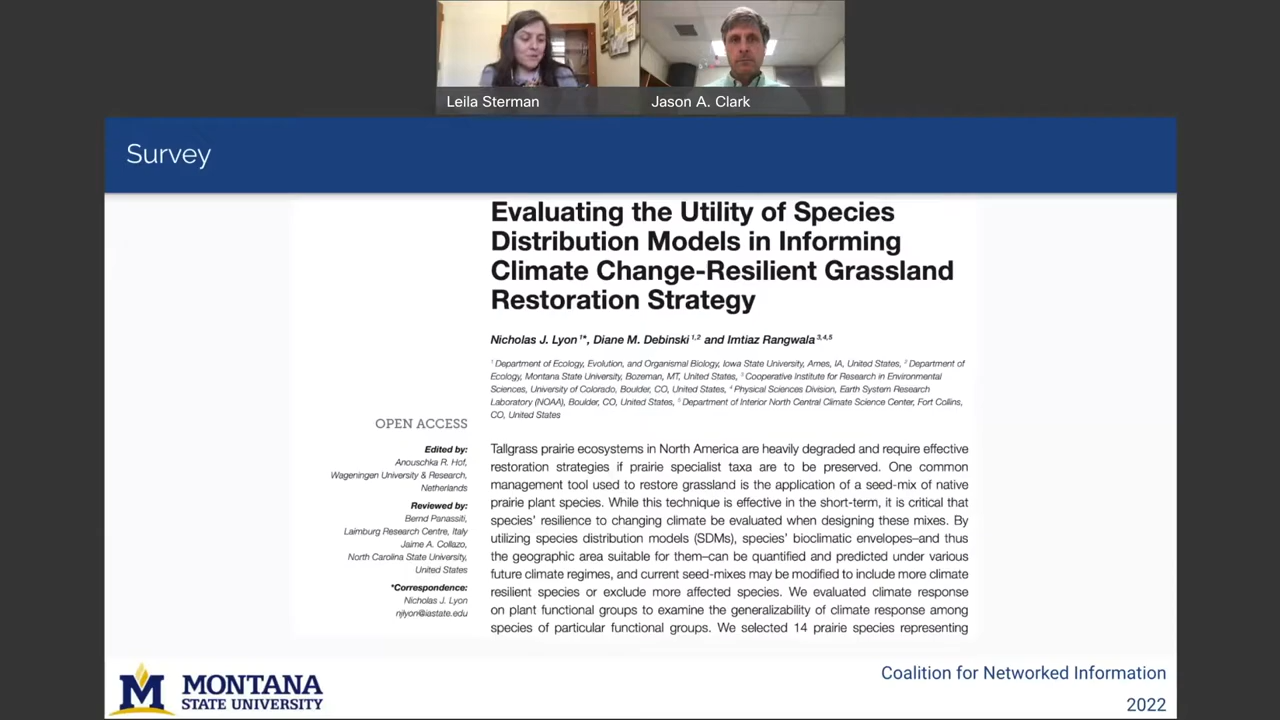 Leila Sterman
Jason A. Clark
Survey
Evaluating the Utility of Species
Distribution Models in Informing
Climate Change-Resilient Grassland
Restoration Strategy
Nicholas J. Lyon 1*, Diane M. Debinski 1,2 and Imtiaz Rangwala 3,4,5
1 Department of Ecology, Evolution, and Organismal Biology, Iowa State University, Ames, IA, United States, 2 Department of
Ecology, Montana State University, Bozeman, MT, United States, 3 Cooperative Institute for Research in Environmental
Sciences, University of Colorado, Boulder, CO, United States, 4 Physical Sciences Division, Earth System Research
Laboratory (NOAA), Boulder, CO, United States, 5 Department of Interior North Central Climate Science Center, Fort Collins,
CO, United States
OPEN ACCESS
Edited by:
Anouschka R. Hof,
Wageningen University & Research,
Netherlands
Reviewed by:
Bernd Panassiti,
Laimburg Research Centre, Italy
Jaime A. Collazo,
North Carolina State University,
United States
*Correspondence:
Nicholas J. Lyon
njlyon@iastate.edu
Tallgrass prairie ecosystems in North America are heavily degraded and require effective
restoration strategies if prairie specialist taxa are to be preserved. One common
management tool used to restore grassland is the application of a seed-mix of native
prairie plant species. While this technique is effective in the short-term, it is critical that
species' resilience to changing climate be evaluated when designing these mixes. By
utilizing species distribution models (SDMs), species' bioclimatic envelopes–and thus
the geographic area suitable for them–can be quantified and predicted under various
future climate regimes, and current seed-mixes may be modified to include more climate
resilient species or exclude more affected species. We evaluated climate response
on plant functional groups to examine the generalizability of climate response among
species of particular functional groups. We selected 14 prairie species representing
M MONTANA
STATE UNIVERSITY
Coalition for Networked Information
2022